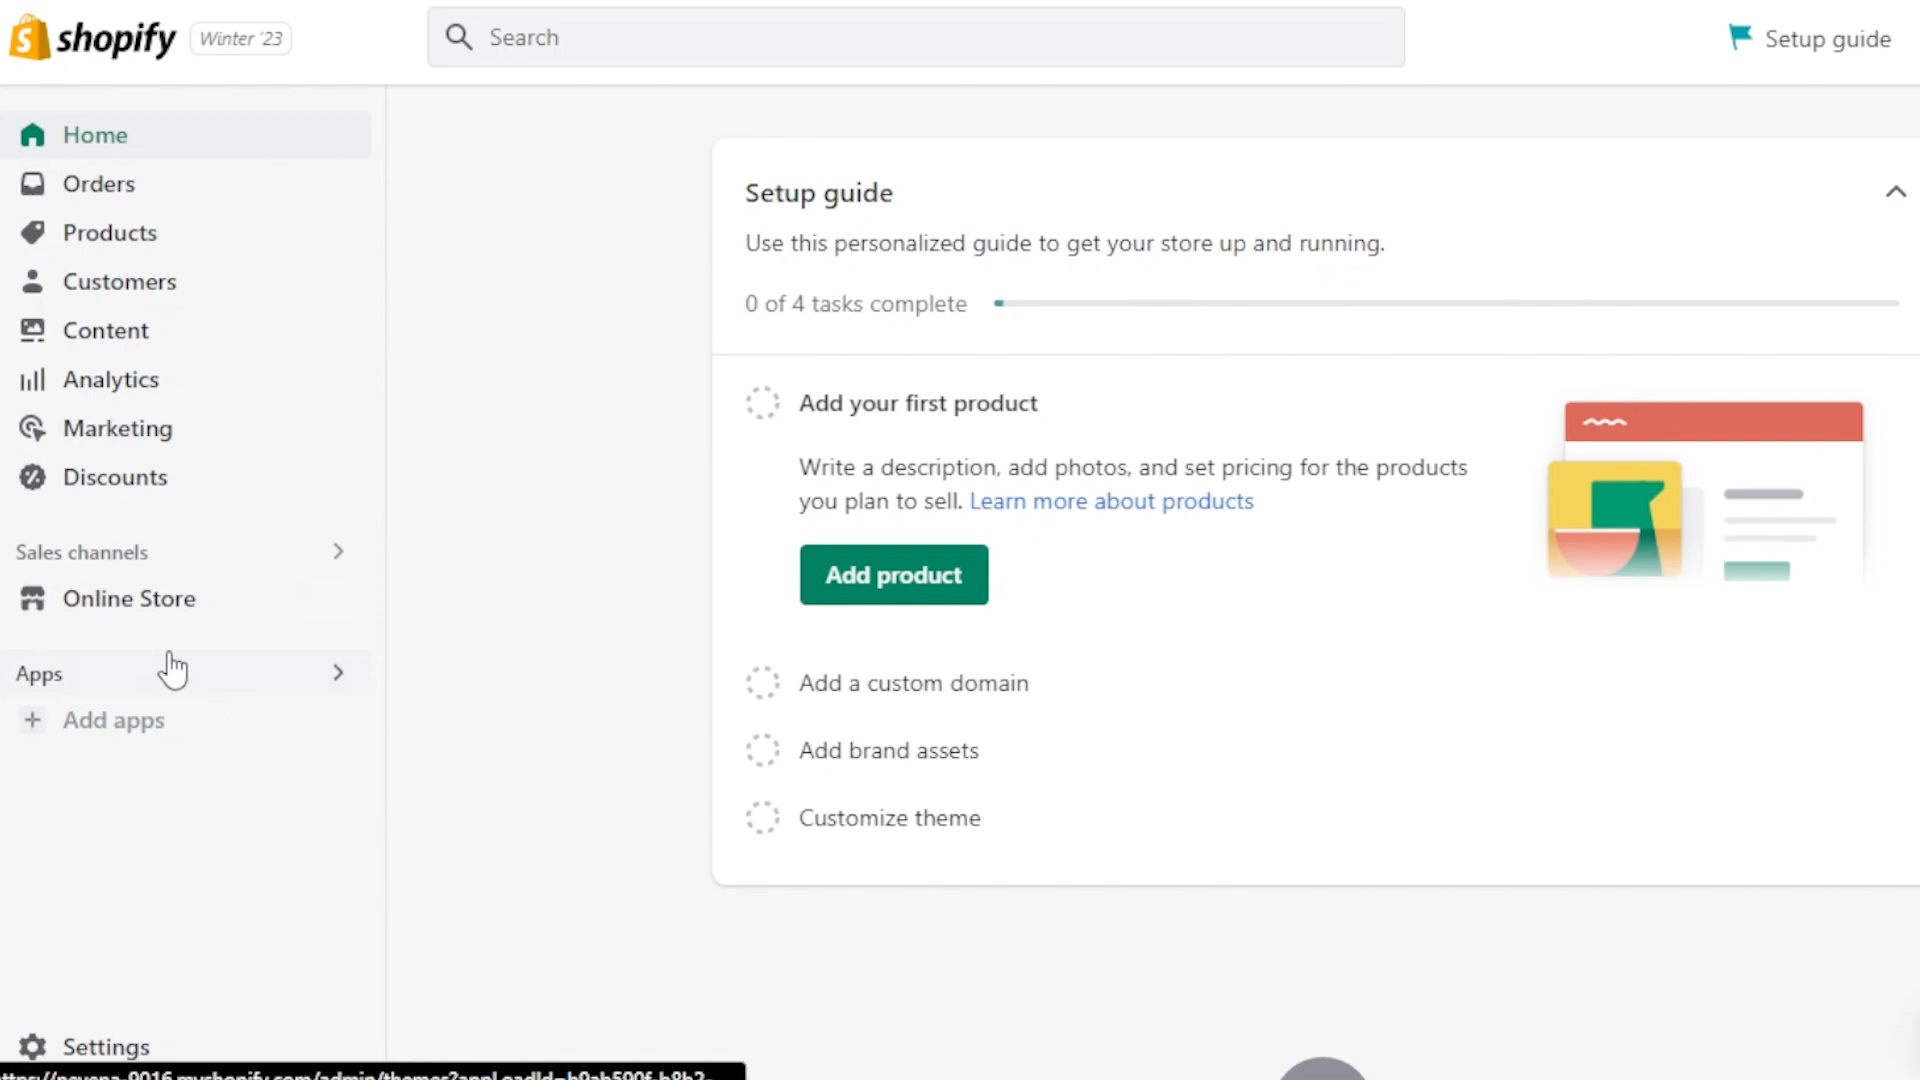 shopify Winter '23
Search
Setup guide
Home
Orders
Products
Customers
Content
Analytics
Marketing
Discounts
Sales channels
Online Store
Apps
Add apps
Settings
Setup guide
Use this personalized guide to get your store up and running.
0 of 4 tasks complete
Add your first product
Write a description, add photos, and set pricing for the products
you plan to sell. Learn more about products
Add product
Add a custom domain
Add brand assets
Customize theme